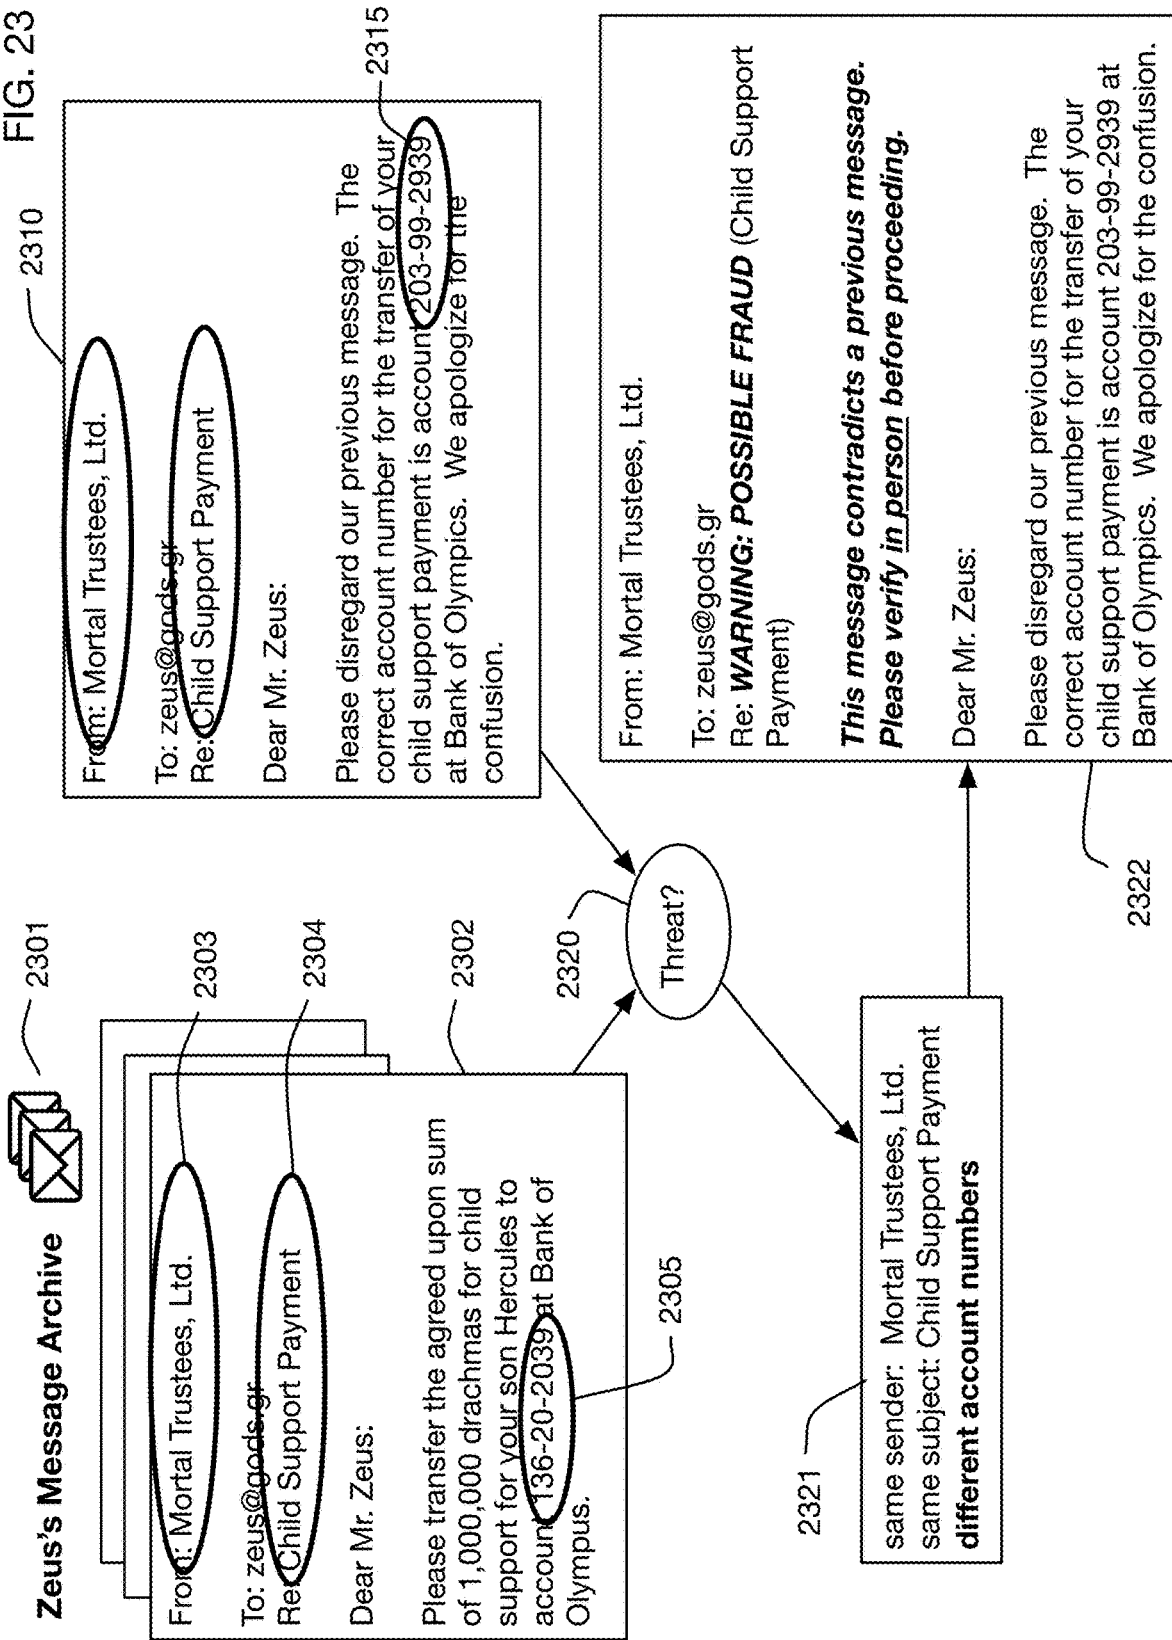 FIG. 23
Zeus's Message Archive
2301
2303
2304
2302
From: Mortal Trustees, Ltd.
To: zeus@gods.gr
Re: Child Support Payment
Dear Mr. Zeus:
Please transfer the agreed upon sum
of 1,000,000 drachmas for child
support for your son Hercules to
account 136-20-2039 at Bank of
Olympus.
2305
2310
From: Mortal Trustees, Ltd.
To: zeus@gods.gr
Re: Child Support Payment
Dear Mr. Zeus:
Please disregard our previous message. The
correct account number for the transfer of your
child support payment is account 203-99-2939
at Bank of Olympics. We apologize for the
confusion.
2315
2320
Threat?
2321
same sender: Mortal Trustees, Ltd.
same subject: Child Support Payment
different account numbers
2322
From: Mortal Trustees, Ltd.
To: zeus@gods.gr
Re: WARNING: POSSIBLE FRAUD (Child Support
Payment)
This message contradicts a previous message.
Please verify in person before proceeding.
Dear Mr. Zeus:
Please disregard our previous message. The
correct account number for the transfer of your
child support payment is account 203-99-2939 at
Bank of Olympics. We apologize for the confusion.